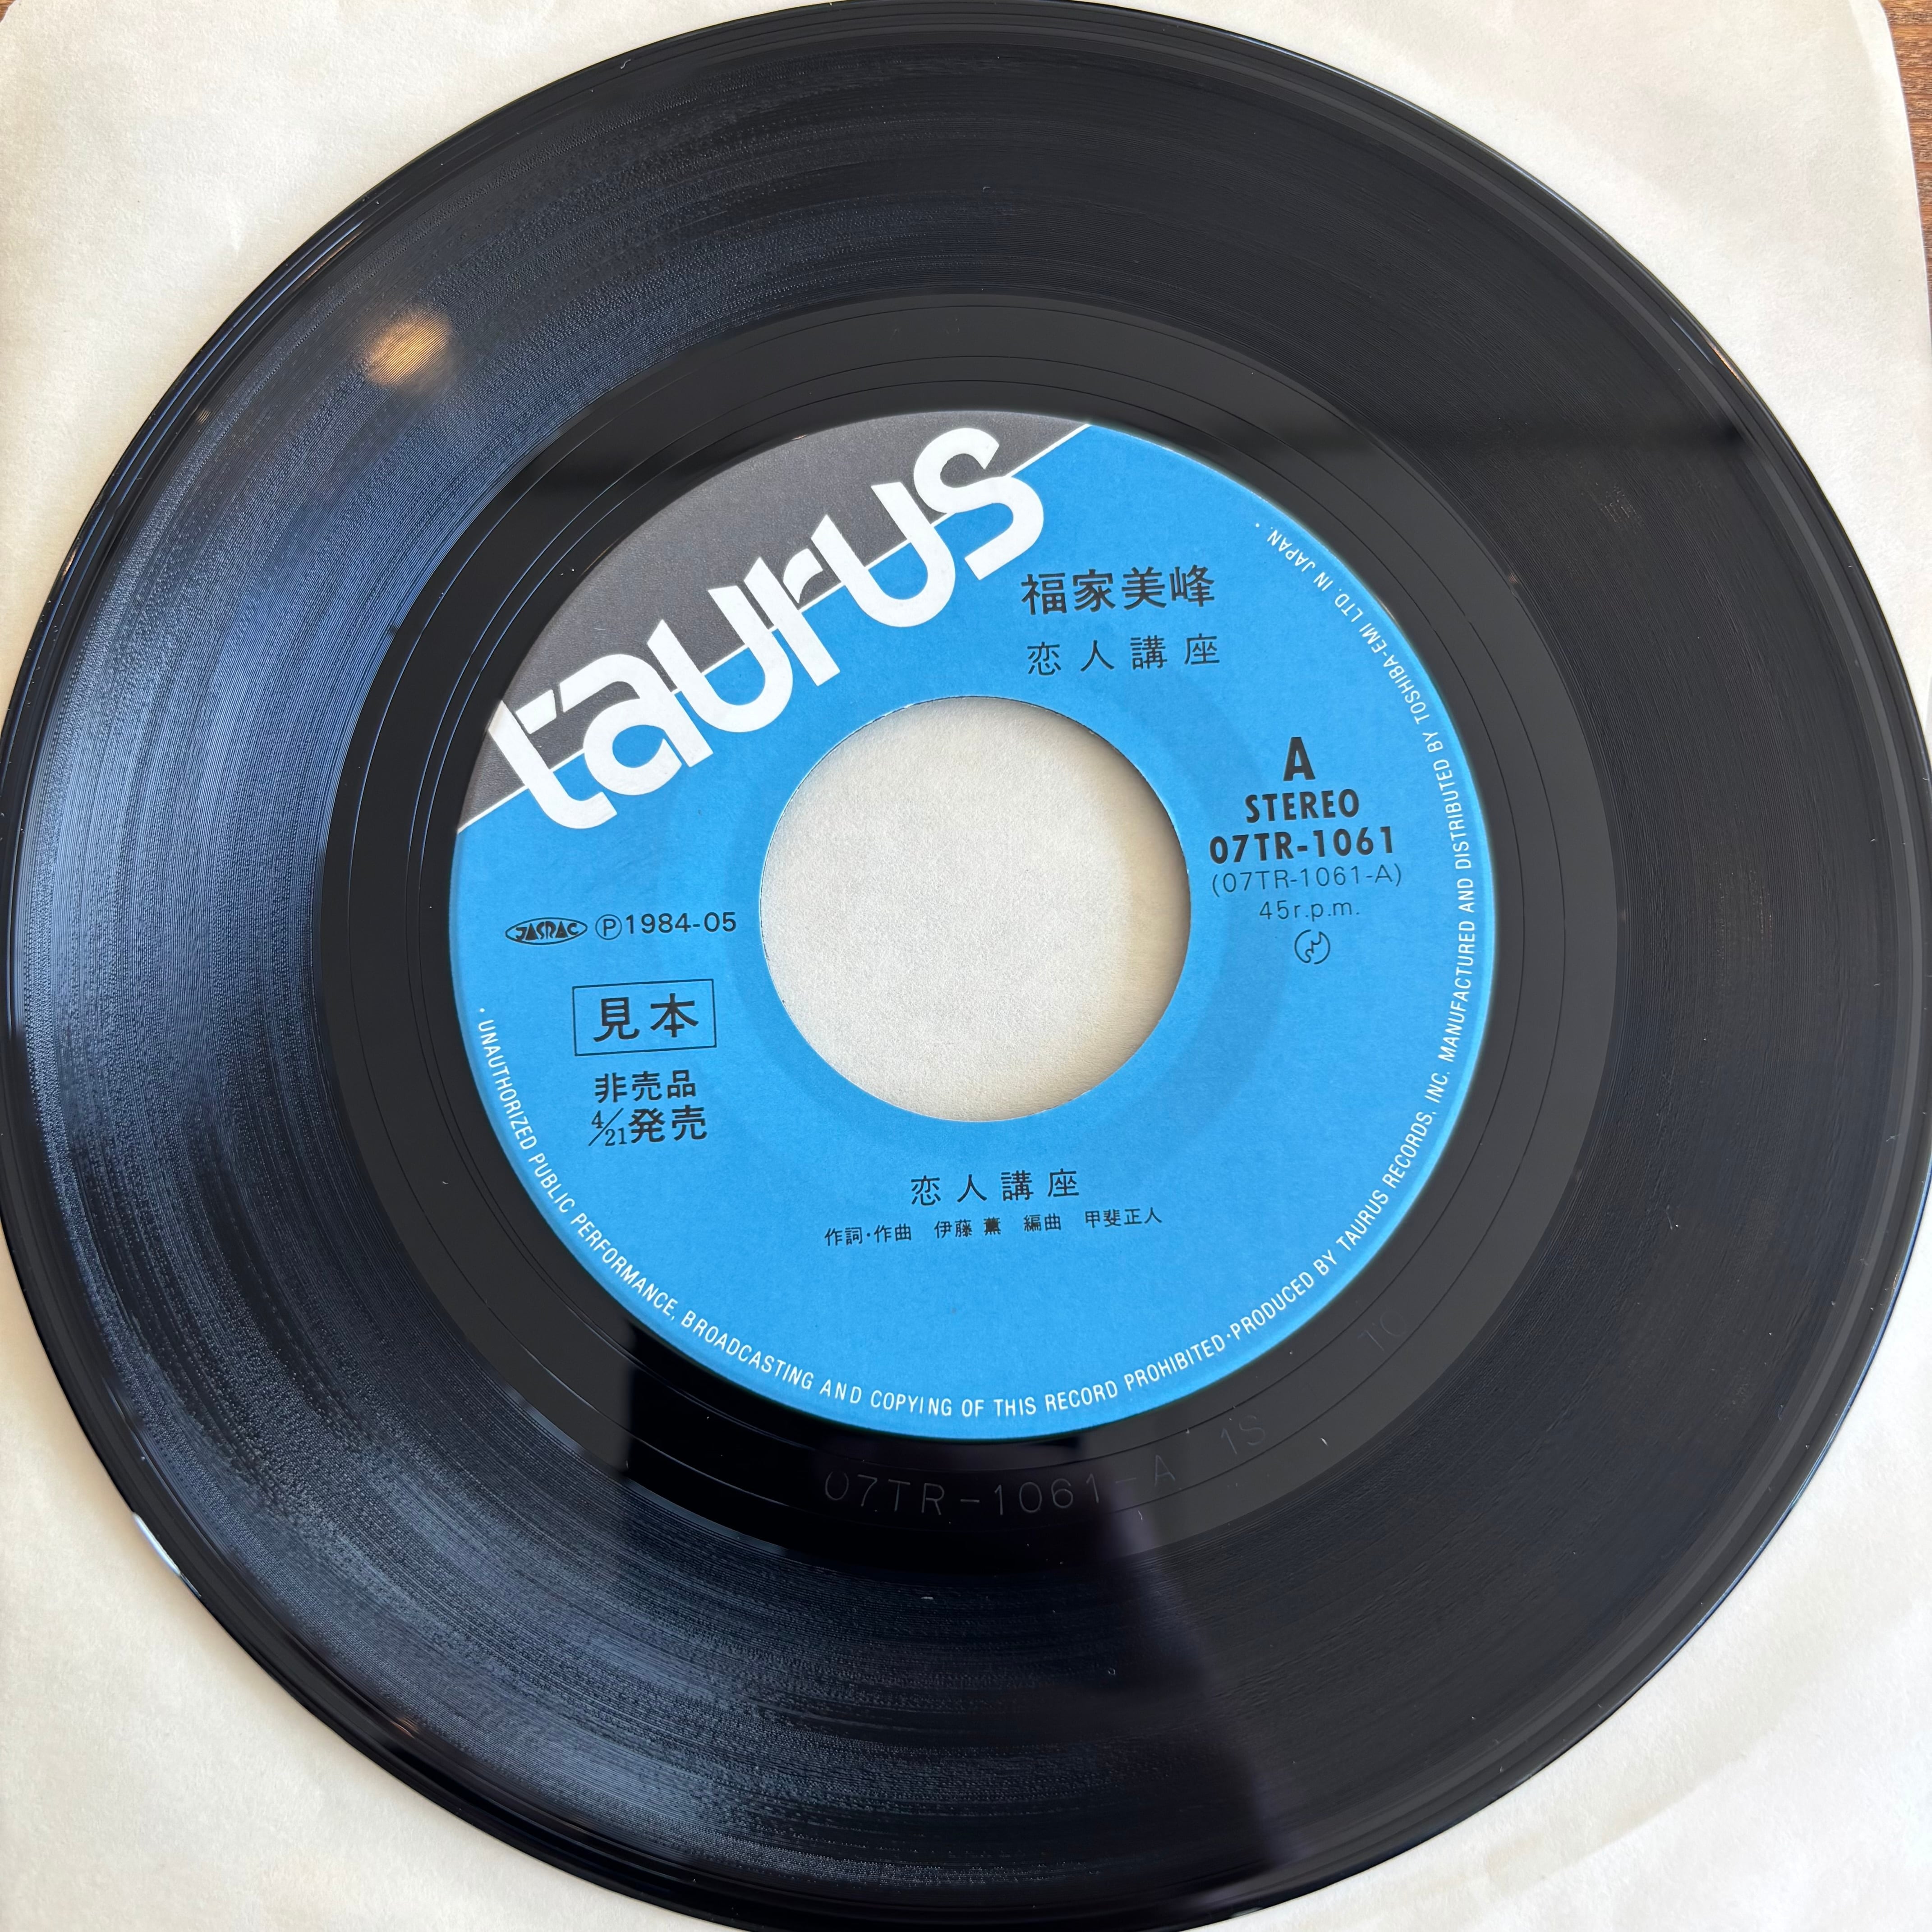 taurus
福家美峰
恋人講座
A
STEREO
07TR-1061
(07TR-1061-A)
45r.p.m.
JASRAC Ⓟ1984-05
見本
非売品
4/21発売
恋人講座
作詞・作曲 伊藤 薫 編曲 甲斐正人
· UNAUTHORIZED PUBLIC PERFORMANCE, BROADCASTING AND COPYING OF THIS RECORD PROHIBITED · PRODUCED BY TAURUS RECORDS. INC. MANUFACTURED AND DISTRIBUTED BY TOSHIBA-EMI LTD. IN JAPAN. ·
07TR-1061-A 1S